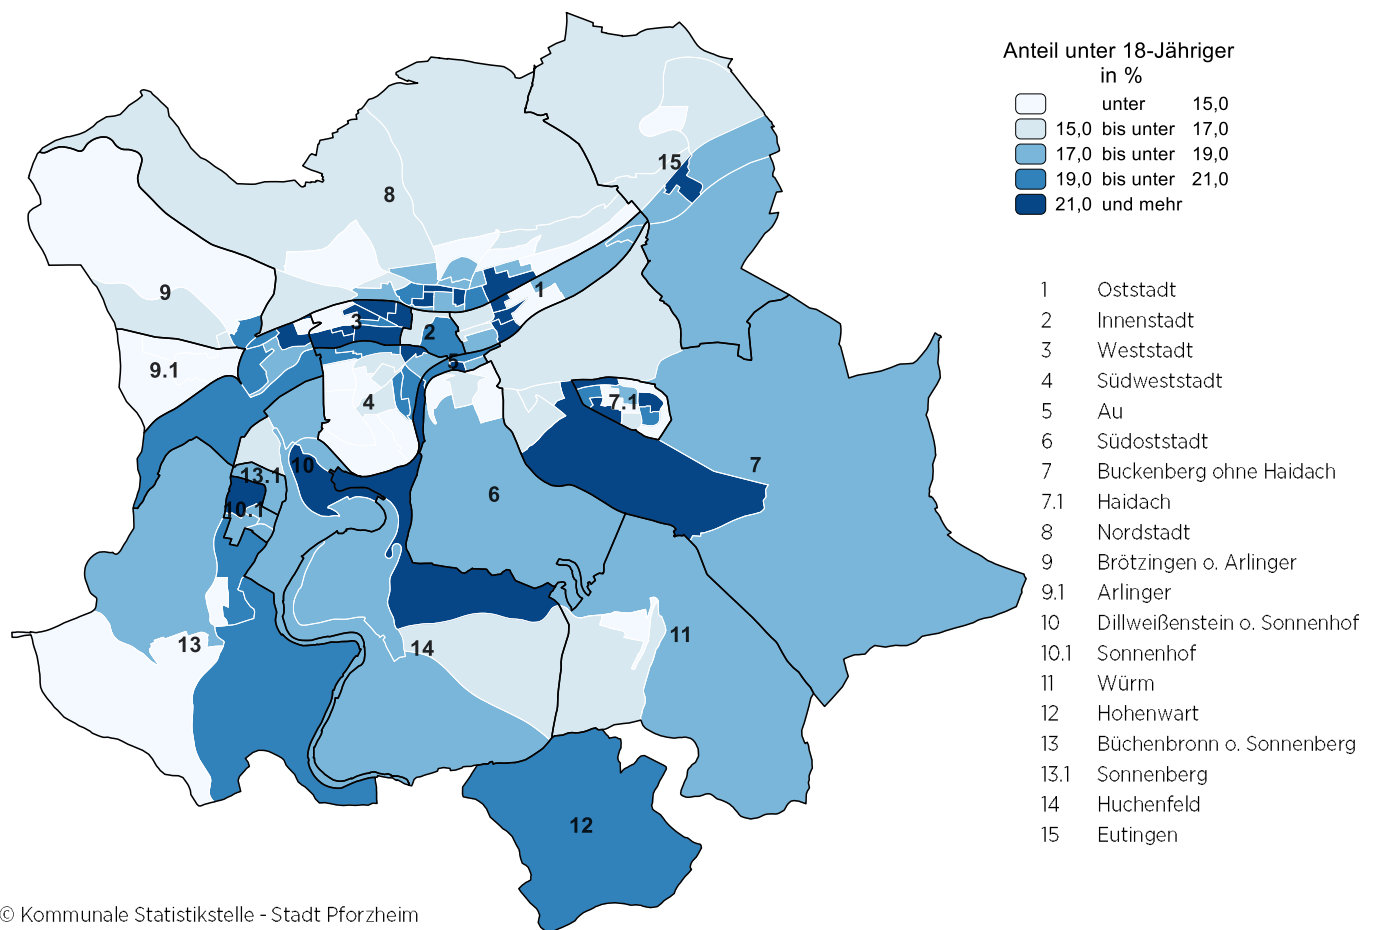 Anteil unter 18-Jähriger
in %
unter 15,0
15,0 bis unter 17,0
17,0 bis unter 19,0
19,0 bis unter 21,0
21,0 und mehr
1 Oststadt
2 Innenstadt
3 Weststadt
4 Südweststadt
5 Au
6 Südoststadt
7 Buckenberg ohne Haidach
7.1 Haidach
8 Nordstadt
9 Brötzingen o. Arlinger
9.1 Arlinger
10 Dillweißenstein o. Sonnenhof
10.1 Sonnenhof
11 Würm
12 Hohenwart
13 Büchenbronn o. Sonnenberg
13.1 Sonnenberg
14 Huchenfeld
15 Eutingen
15
8
9
1
3
2
5
9.1
4
7.1
10
7
13.1
6
10.1
11
13
14
12
© Kommunale Statistikstelle - Stadt Pforzheim